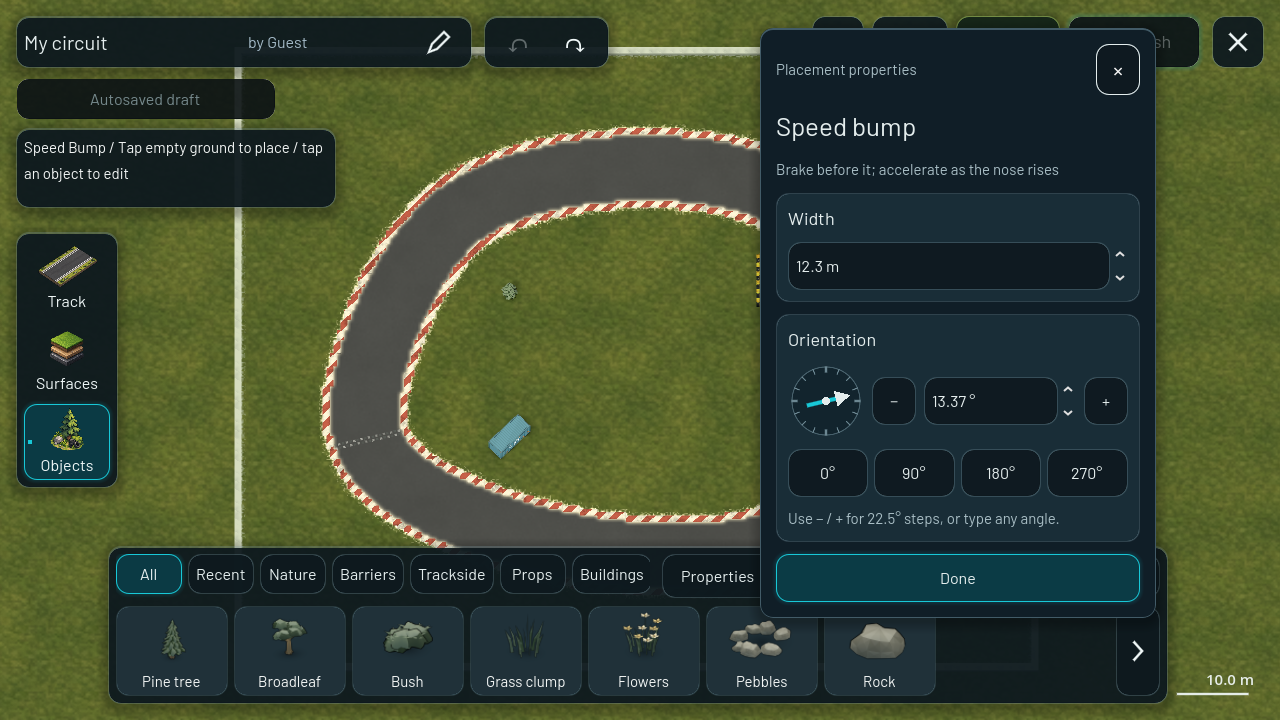 My circuit
by Guest
sh
Autosaved draft
Speed Bump / Tap empty ground to place / tap
an object to edit
Track
Surfaces
Objects
Placement properties
×
Speed bump
Brake before it; accelerate as the nose rises
Width
12.3 m
Orientation
−
13.37 °
+
0°
90°
180°
270°
Use − / + for 22.5° steps, or type any angle.
Done
All
Recent
Nature
Barriers
Trackside
Props
Buildings
Properties
Pine tree
Broadleaf
Bush
Grass clump
Flowers
Pebbles
Rock
10.0 m